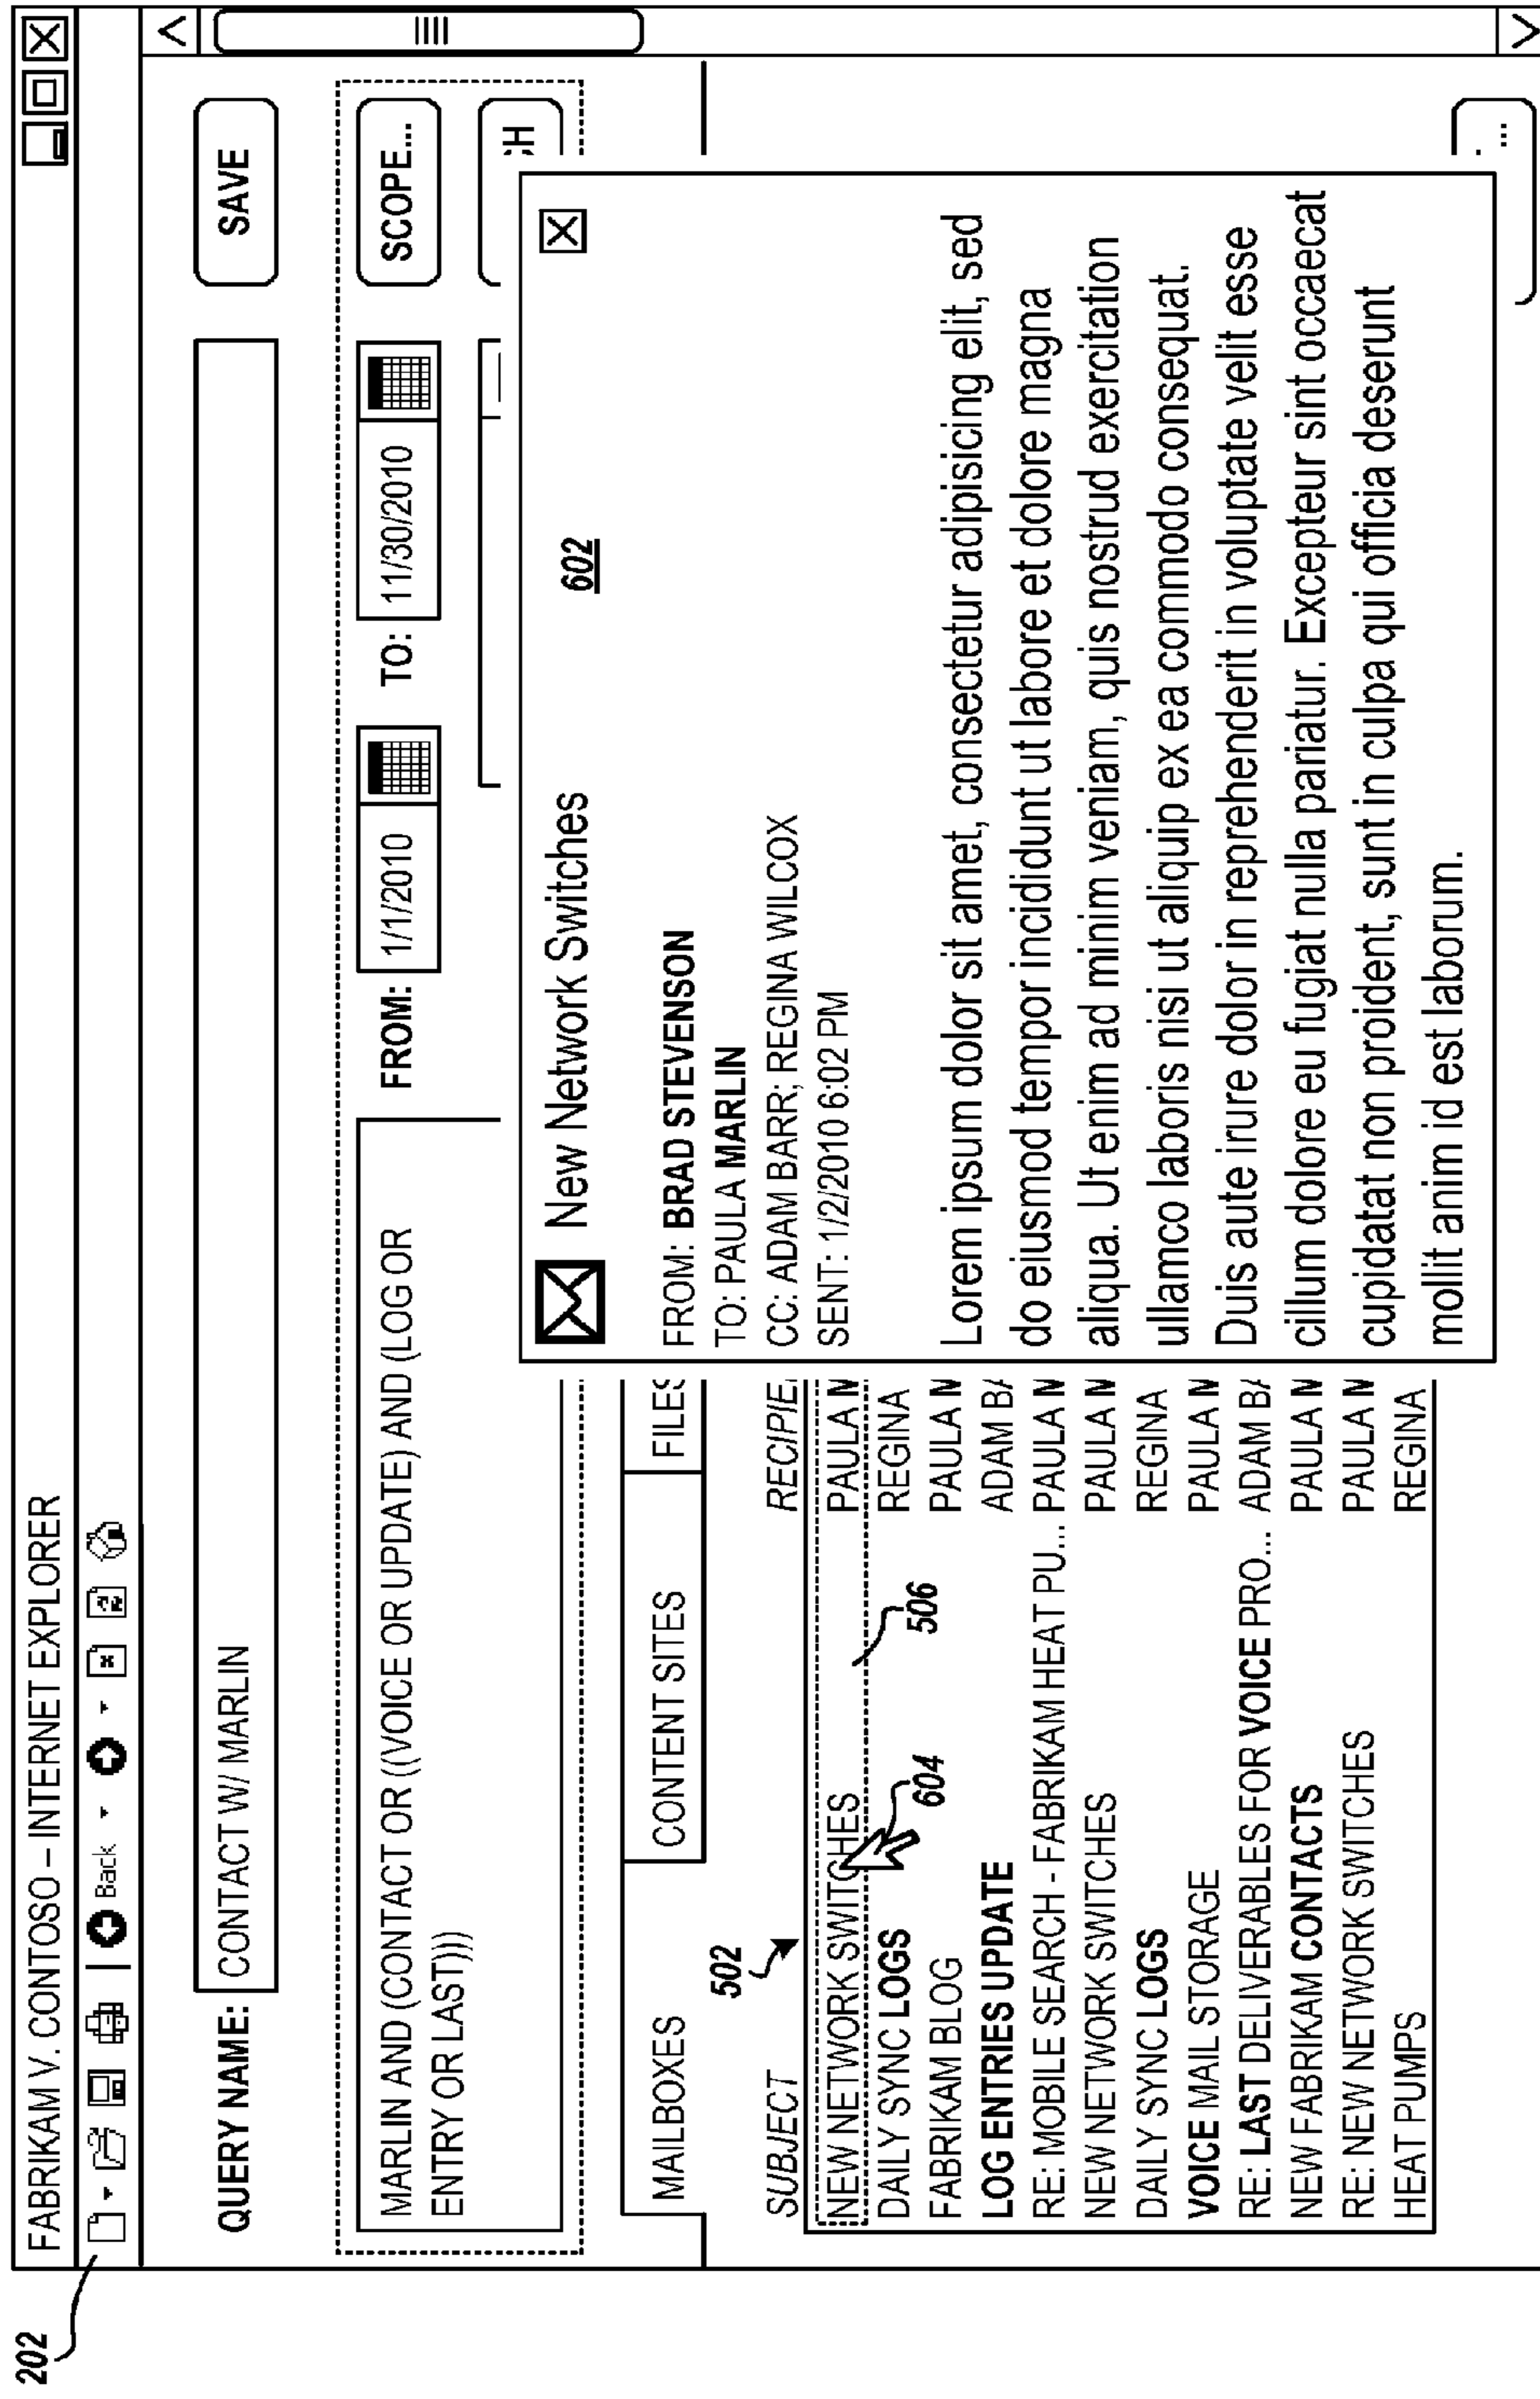 202
FABRIKAM V. CONTOSO – INTERNET EXPLORER
Back
QUERY NAME: CONTACT W/ MARLIN SAVE
MARLIN AND (CONTACT OR ((VOICE OR UPDATE) AND (LOG OR
ENTRY OR LAST)))
FROM: 1/1/2010 TO: 11/30/2010 SCOPE...
MAILBOXES CONTENT SITES FILES
502
SUBJECT RECIPIE
NEW NETWORK SWITCHES PAULA M
DAILY SYNC LOGS REGINA
FABRIKAM BLOG PAULA M
LOG ENTRIES UPDATE ADAM BA
RE: MOBILE SEARCH - FABRIKAM HEAT PU... PAULA M
NEW NETWORK SWITCHES PAULA M
DAILY SYNC LOGS REGINA
VOICE MAIL STORAGE PAULA M
RE: LAST DELIVERABLES FOR VOICE PRO... ADAM BA
NEW FABRIKAM CONTACTS PAULA M
RE: NEW NETWORK SWITCHES PAULA M
HEAT PUMPS REGINA
604
506
New Network Switches
602
FROM: BRAD STEVENSON
TO: PAULA MARLIN
CC: ADAM BARR; REGINA WILCOX
SENT: 1/2/2010 6:02 PM
Lorem ipsum dolor sit amet, consectetur adipisicing elit, sed
do eiusmod tempor incididunt ut labore et dolore magna
aliqua. Ut enim ad minim veniam, quis nostrud exercitation
ullamco laboris nisi ut aliquip ex ea commodo consequat.
Duis aute irure dolor in reprehenderit in voluptate velit esse
cillum dolore eu fugiat nulla pariatur. Excepteur sint occaecat
cupidatat non proident, sunt in culpa qui officia deserunt
mollit anim id est laborum.
...